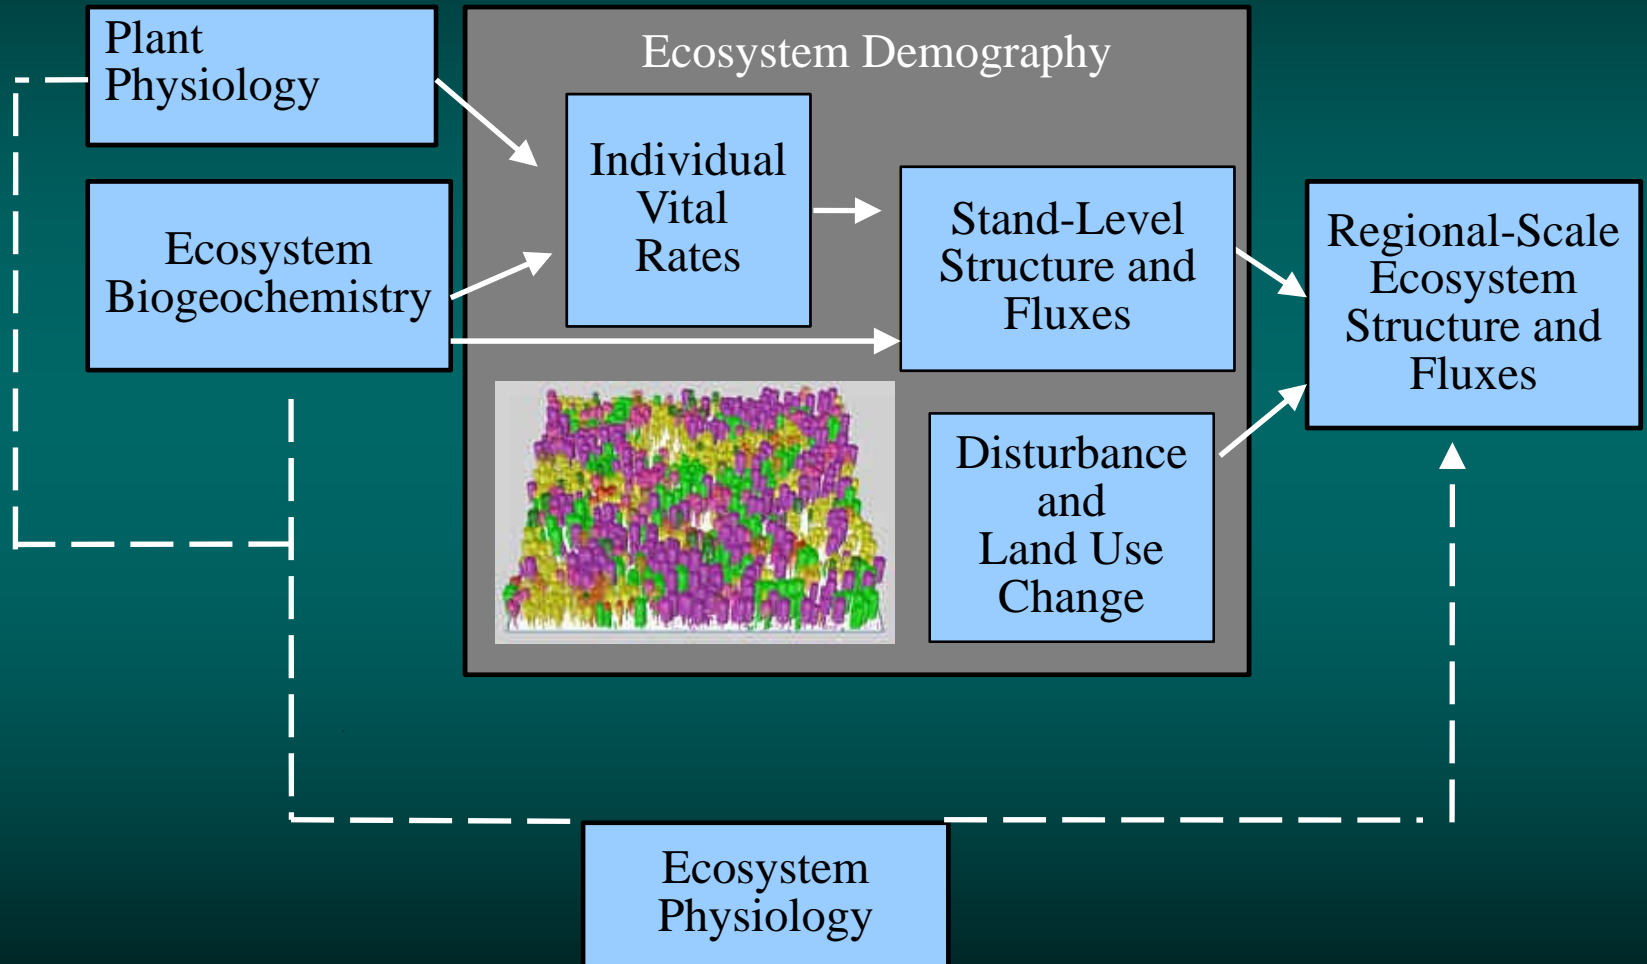 Plant
Physiology
Ecosystem Demography
Individual
Vital
Rates
Ecosystem
Biogeochemistry
Stand-Level
Structure and
Fluxes
Regional-Scale
Ecosystem
Structure and
Fluxes
Disturbance
and
Land Use
Change
Ecosystem
Physiology